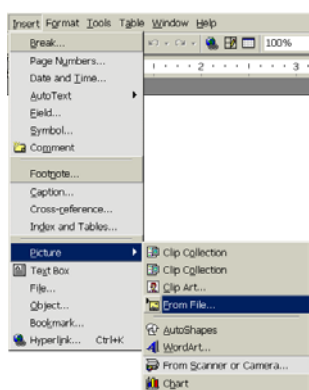 Insert Format Tools Table Window Help
Break...
100%
Page Numbers...
2 3
Date and Time...
AutoText
Field...
Symbol...
Comment
Footnote...
Caption...
Cross-reference...
Index and Tables...
Picture
Text Box
File...
Object...
Bookmark...
Hyperlink... Ctrl+K
Clip Collection
Clip Collection
Clip Art...
From File...
AutoShapes
WordArt...
From Scanner or Camera...
Chart